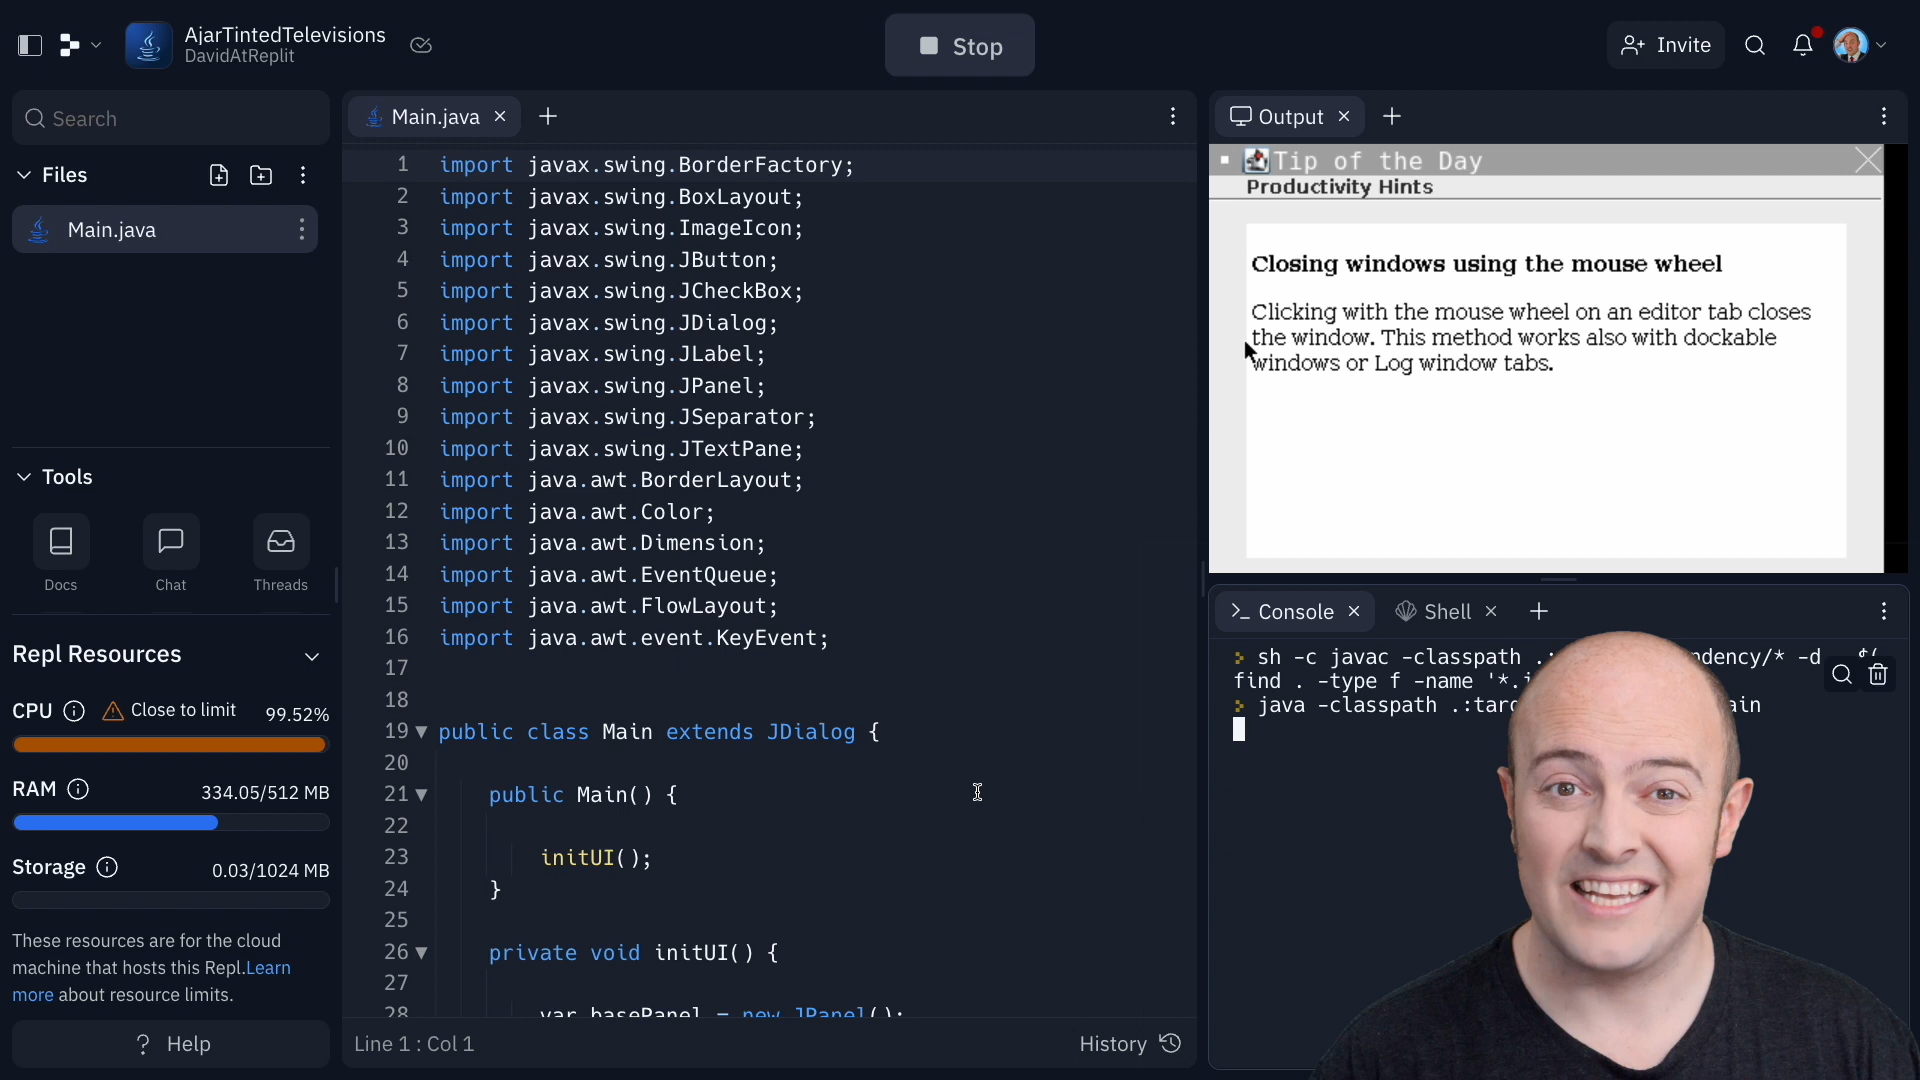 AjarTintedTelevisions
DavidAtReplit
Stop
Invite
Search
Files
Main.java
Tools
Docs
Chat
Threads
Repl Resources
CPU
Close to limit
99.52%
RAM
334.05/512 MB
Storage
0.03/1024 MB
These resources are for the cloud
machine that hosts this Repl.Learn
more about resource limits.
? Help
Main.java
1 import javax.swing.BorderFactory;
2 import javax.swing.BoxLayout;
3 import javax.swing.ImageIcon;
4 import javax.swing.JButton;
5 import javax.swing.JCheckBox;
6 import javax.swing.JDialog;
7 import javax.swing.JLabel;
8 import javax.swing.JPanel;
9 import javax.swing.JSeparator;
10 import javax.swing.JTextPane;
11 import java.awt.BorderLayout;
12 import java.awt.Color;
13 import java.awt.Dimension;
14 import java.awt.EventQueue;
15 import java.awt.FlowLayout;
16 import java.awt.event.KeyEvent;
17
18
19 public class Main extends JDialog {
20
21 public Main() {
22
23 initUI();
24 }
25
26 private void initUI() {
27
28 var basePanel = new JPanel();
Line 1 : Col 1
History
Output
Tip of the Day
Productivity Hints
Closing windows using the mouse wheel
Clicking with the mouse wheel on an editor tab closes
the window. This method works also with dockable
windows or Log window tabs.
Console
Shell
sh -c javac -classpath .: ndency/* -d . $(
find . -type f -name '*.j
java -classpath .:targ ain